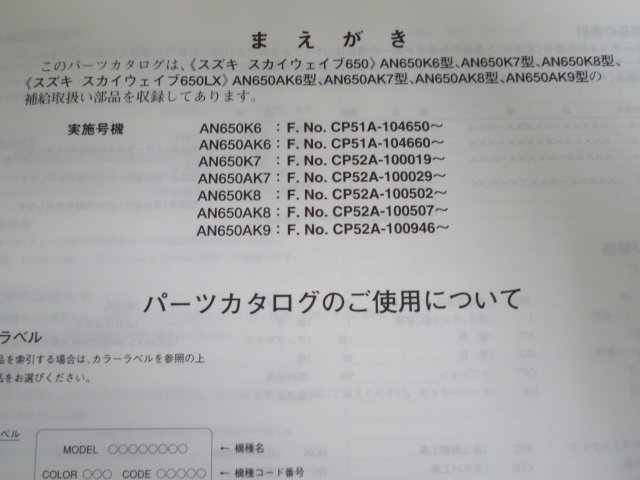 まえがき
このパーツカタログは、《スズキ スカイウェイブ650》AN650K6型、AN650K7型、AN650K8型、
《スズキ スカイウェイブ650LX》AN650AK6型、AN650AK7型、AN650AK8型、AN650AK9型の
補給取扱い部品を収録してあります。
実施号機 AN650K6 : F. No. CP51A-104650～
AN650AK6 : F. No. CP51A-104660～
AN650K7 : F. No. CP52A-100019～
AN650AK7 : F. No. CP52A-100029～
AN650K8 : F. No. CP52A-100502～
AN650AK8 : F. No. CP52A-100507～
AN650AK9 : F. No. CP52A-100946～
パーツカタログのご使用について
ラベル
品を索引する場合は、カラーラベルを参照の上
品をお選びください。
ベル
MODEL ○○○○○○○○ ← 機種名
COLOR ○○○ CODE ○○○○○ ← 機種コード番号